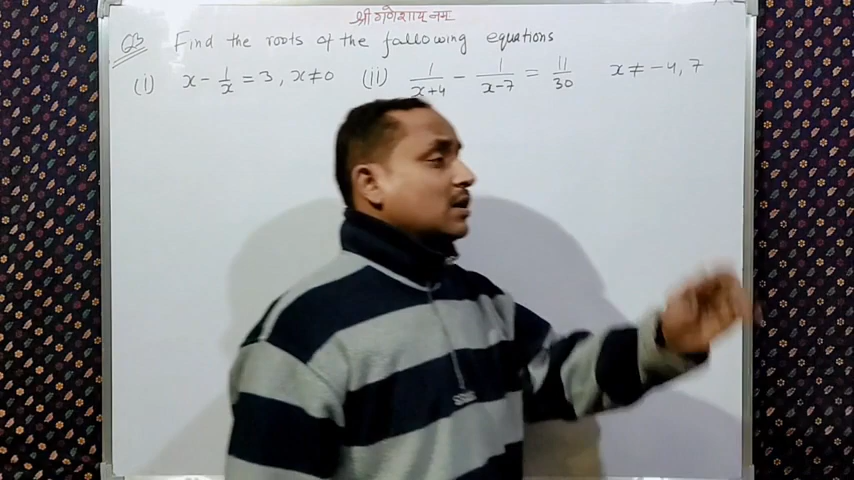 श्री गणेशाय नमः
Q3 Find the roots of the fallowing equations
(i) x - 1/x = 3, x ≠ 0 (ii) 1/(x+4) - 1/(x-7) = 11/30 x ≠ -4, 7